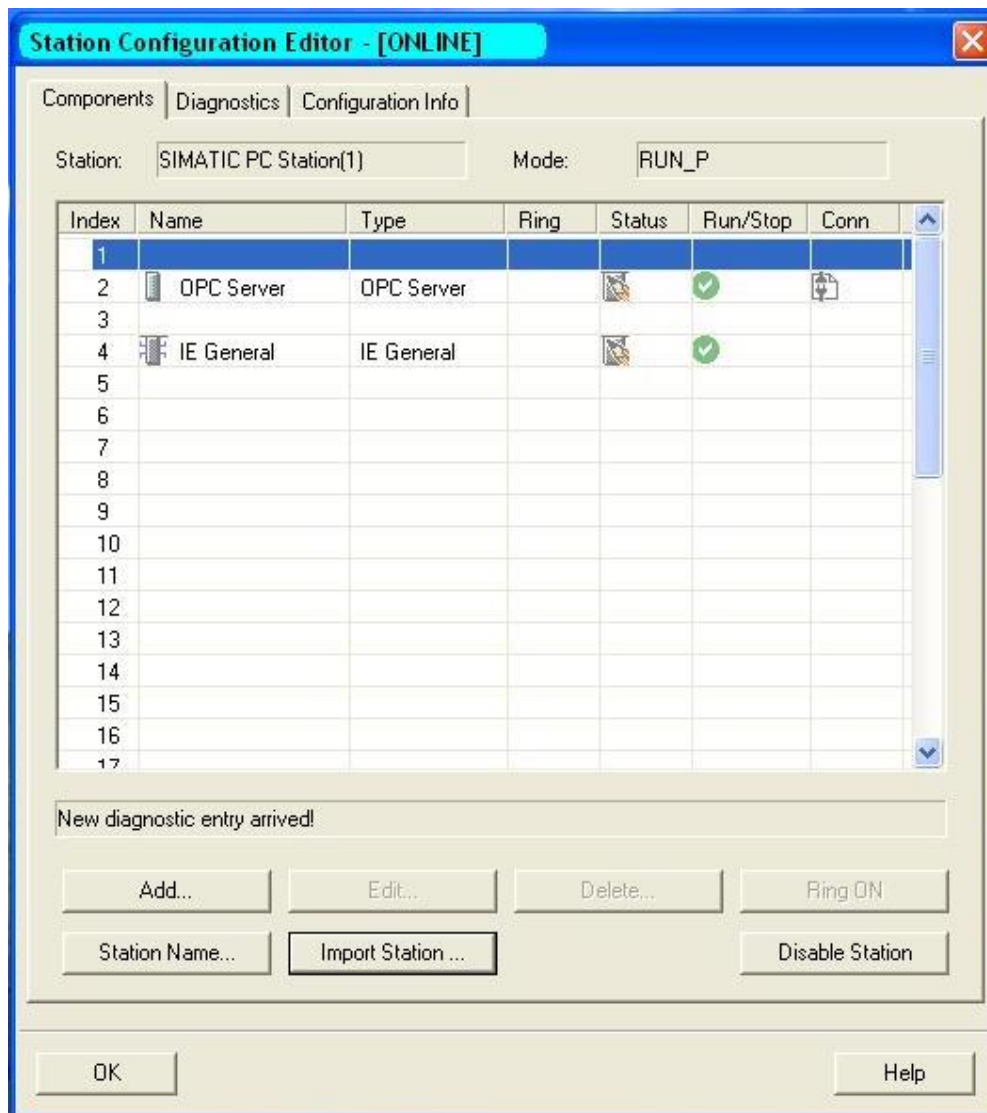 Station Configuration Editor - [ONLINE]
Components Diagnostics Configuration Info
Station: SIMATIC PC Station(1) Mode: RUN_P
Index Name Type Ring Status Run/Stop Conn
1
2 OPC Server OPC Server
3
4 IE General IE General
5
6
7
8
9
10
11
12
13
14
15
16
17
New diagnostic entry arrived!
Add... Edit... Delete... Ring ON
Station Name... Import Station ... Disable Station
OK Help